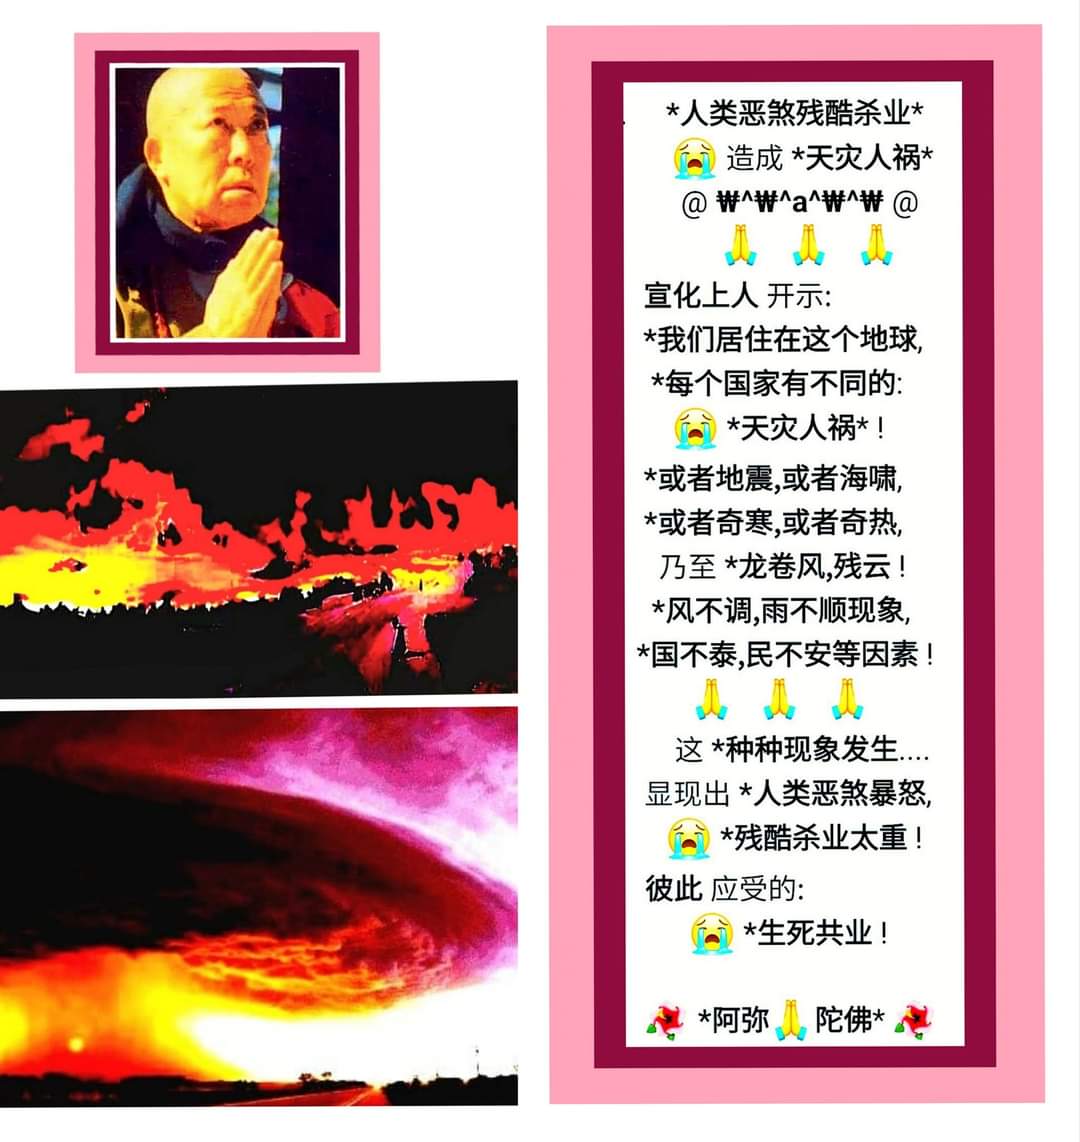 *人类恶煞残酷杀业*
😭 造成 *天灾人祸*
@ ₩^₩^a^₩^₩ @
🙏 🙏 🙏
宣化上人 开示:
*我们居住在这个地球,
*每个国家有不同的:
😭 *天灾人祸* !
*或者地震,或者海啸,
*或者奇寒,或者奇热,
乃至 *龙卷风,残云 !
*风不调,雨不顺现象,
*国不泰,民不安等因素 !
🙏 🙏 🙏
这 *种种现象发生....
显现出 *人类恶煞暴怒,
😭 *残酷杀业太重 !
彼此 应受的:
😭 *生死共业 !
🌹 *阿弥🙏陀佛* 🌹